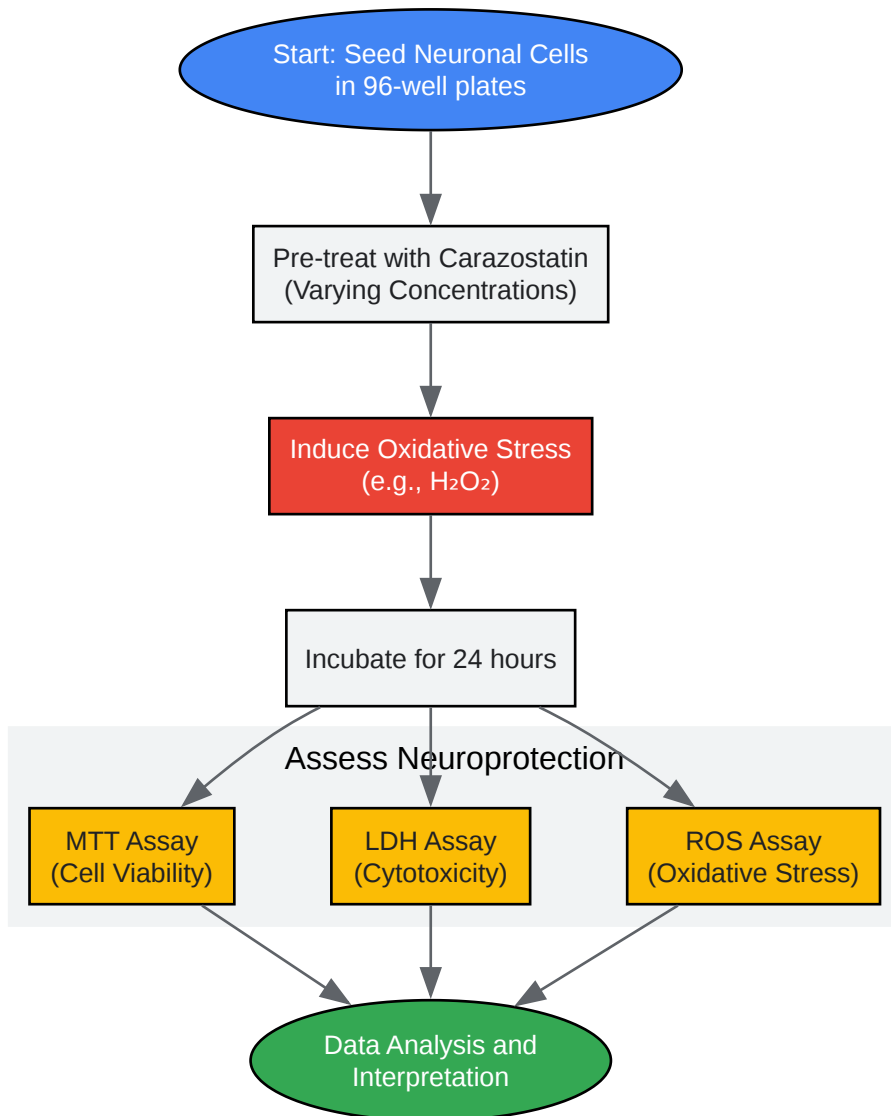 Start: Seed Neuronal Cells
in 96-well plates
Pre-treat with Carazostatin
(Varying Concentrations)
Induce Oxidative Stress
(e.g., H₂O₂)
Incubate for 24 hours
Assess Neuroprotection
MTT Assay
(Cell Viability)
LDH Assay
(Cytotoxicity)
ROS Assay
(Oxidative Stress)
Data Analysis and
Interpretation